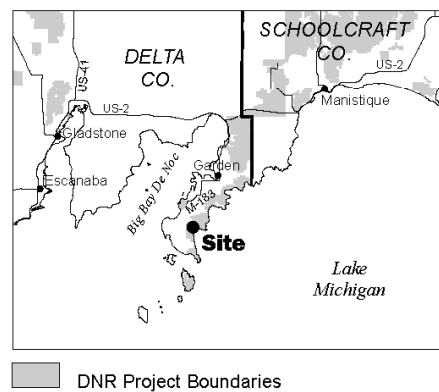 DELTA
CO.
SCHOOLCRAFT
CO.
US-2
US-41
US-2
Manistique
Gladstone
Garden
Escanaba
Big Bay De Noc
M-183
Site
Lake
Michigan
DNR Project Boundaries